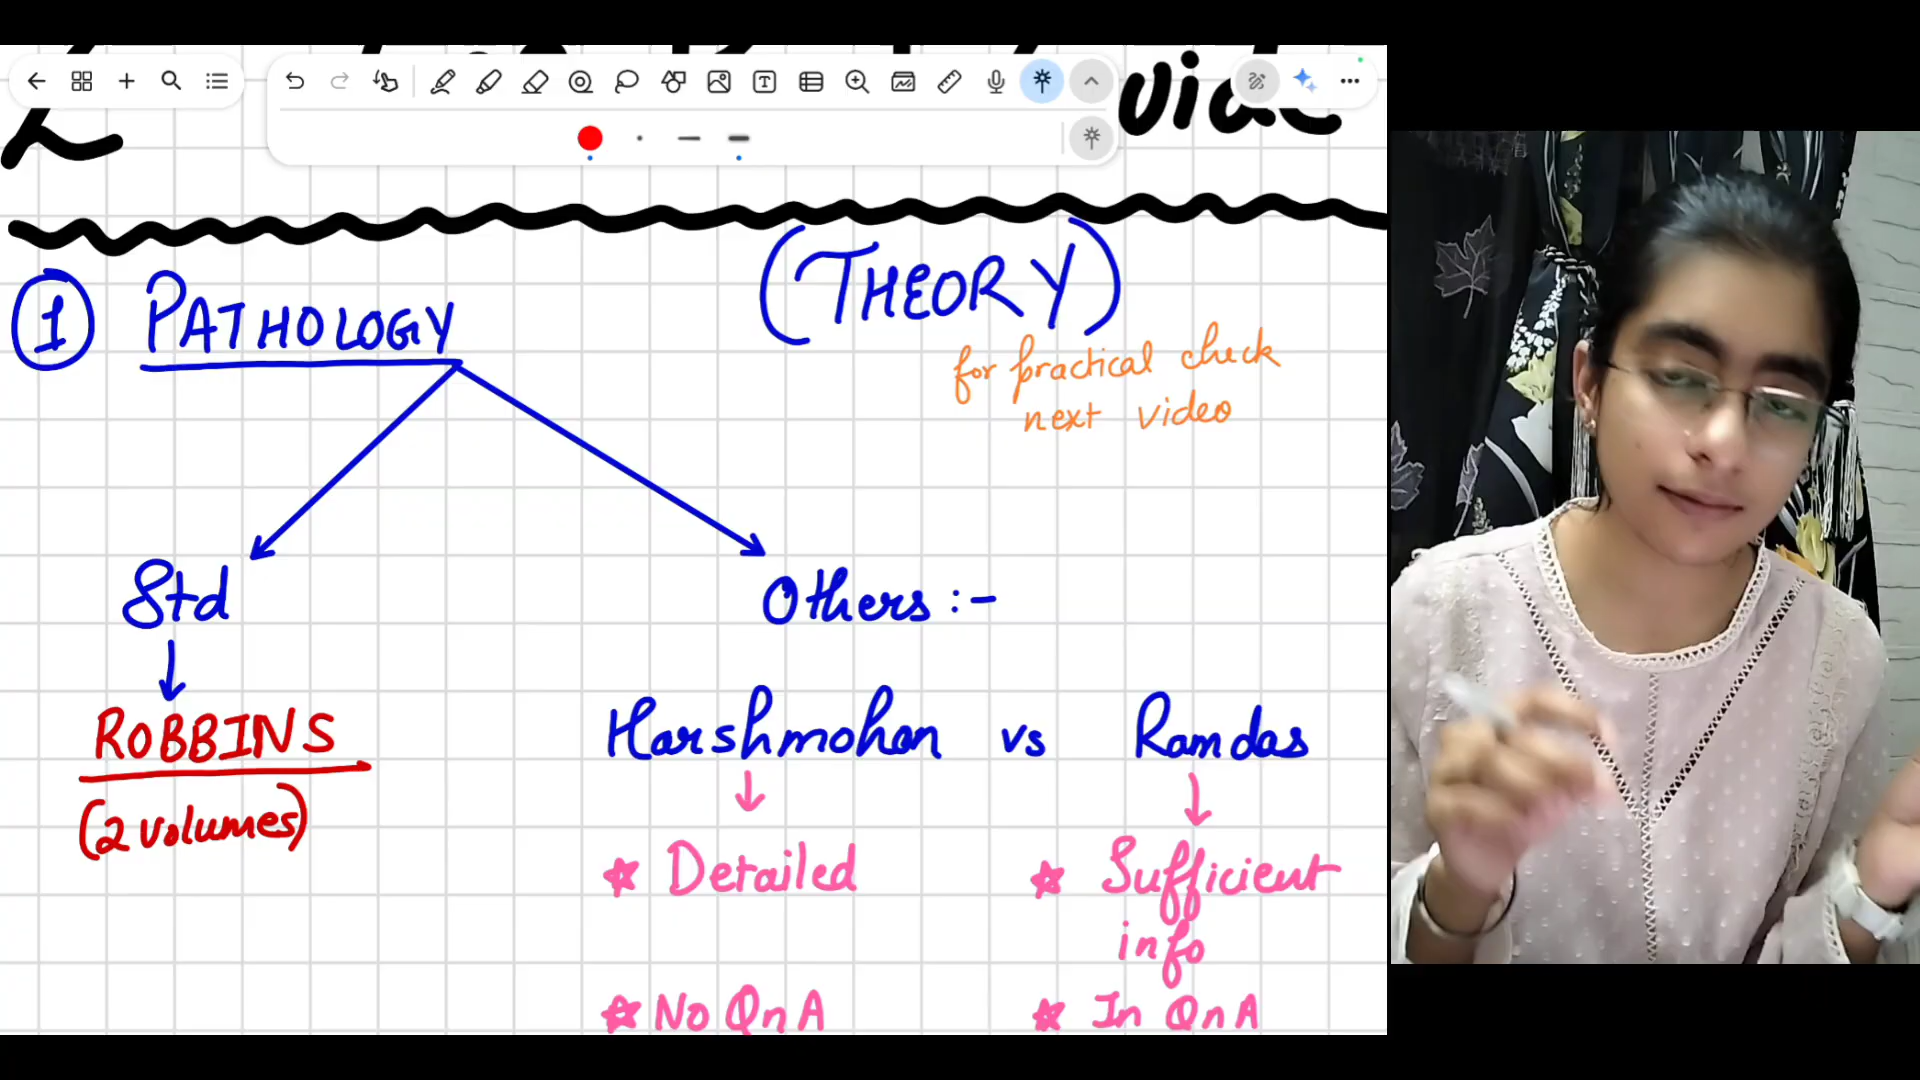 1 PATHOLOGY
(THEORY)
for practical check
next video
Std
Others :-
ROBBINS
(2 volumes)
Harshmohan vs Ramdas
Detailed
Sufficient
info
No QnA
In QnA